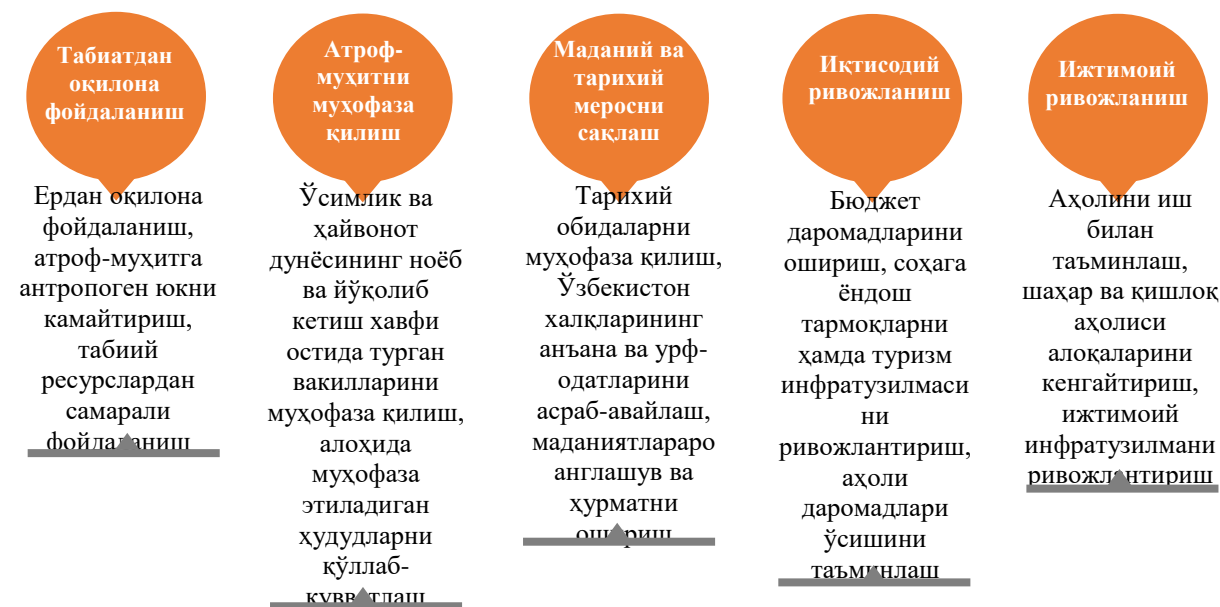 Табиатдан
оқилона
фойдаланиш
Ердан оқилона
фойдаланиш,
атроф-муҳитга
антропоген юкни
камайтириш,
табиий
ресурслардан
самарали
фойдаланиш
Атроф-
муҳитни
муҳофаза
қилиш
Ўсимлик ва
ҳайвонот
дунёсининг ноёб
ва йўқолиб
кетиш хавфи
остида турган
вакилларини
муҳофаза қилиш,
алоҳида
муҳофаза
этиладиган
ҳудудларни
қўллаб-
қувватлаш
Маданий ва
тарихий
меросни
сақлаш
Тарихий
обидаларни
муҳофаза қилиш,
Ўзбекистон
халқларининг
анъана ва урф-
одатларини
асраб-авайлаш,
маданиятлараро
англашув ва
ҳурматни
ошириш
Иқтисодий
ривожланиш
Бюджет
даромадларини
ошириш, соҳага
ёндош
тармоқларни
ҳамда туризм
инфратузилмаси
ни
ривожлантириш,
аҳоли
даромадлари
ўсишини
таъминлаш
Ижтимоий
ривожланиш
Аҳолини иш
билан
таъминлаш,
шаҳар ва қишлоқ
аҳолиси
алоқаларини
кенгайтириш,
ижтимоий
инфратузилмани
ривожлантириш